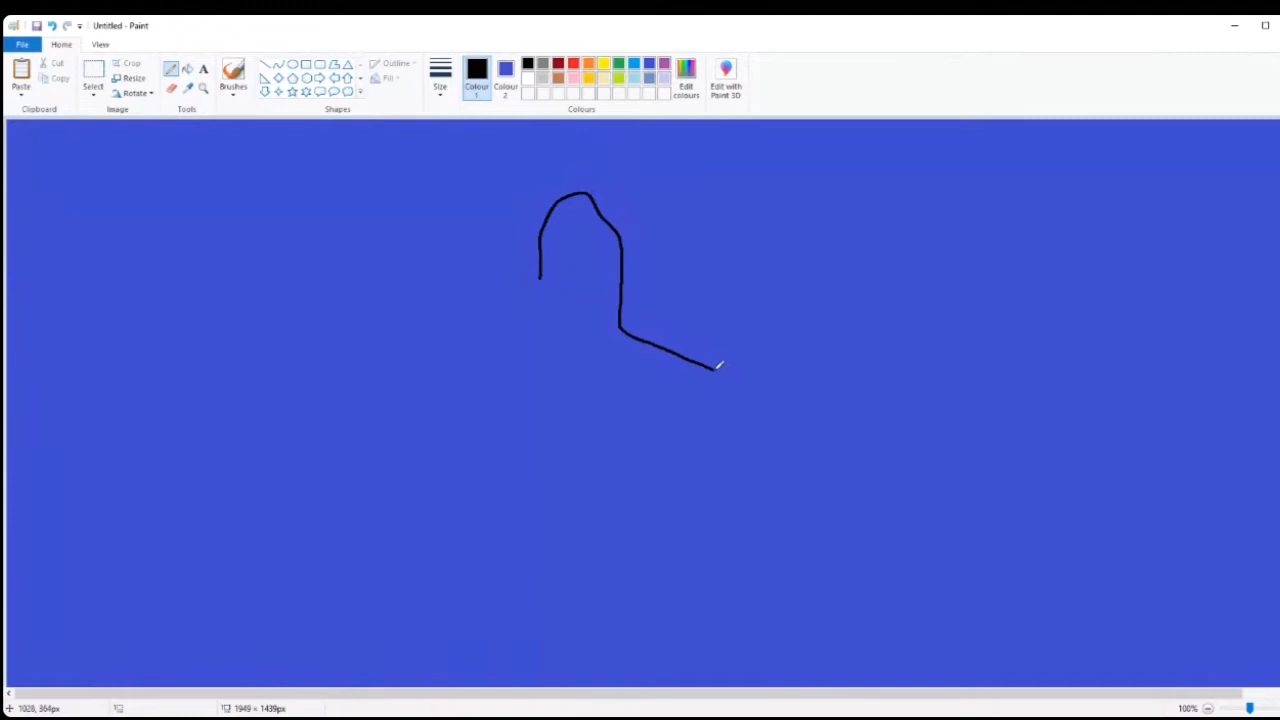 Untitled - Paint
File Home View
Paste Cut Copy Select Crop Resize Rotate Brushes Outline Fill Size Colour 1 Colour 2 Edit colours Edit with Paint 3D
Clipboard Image Tools Shapes Colours
1028, 364px 1949 × 1439px 100%